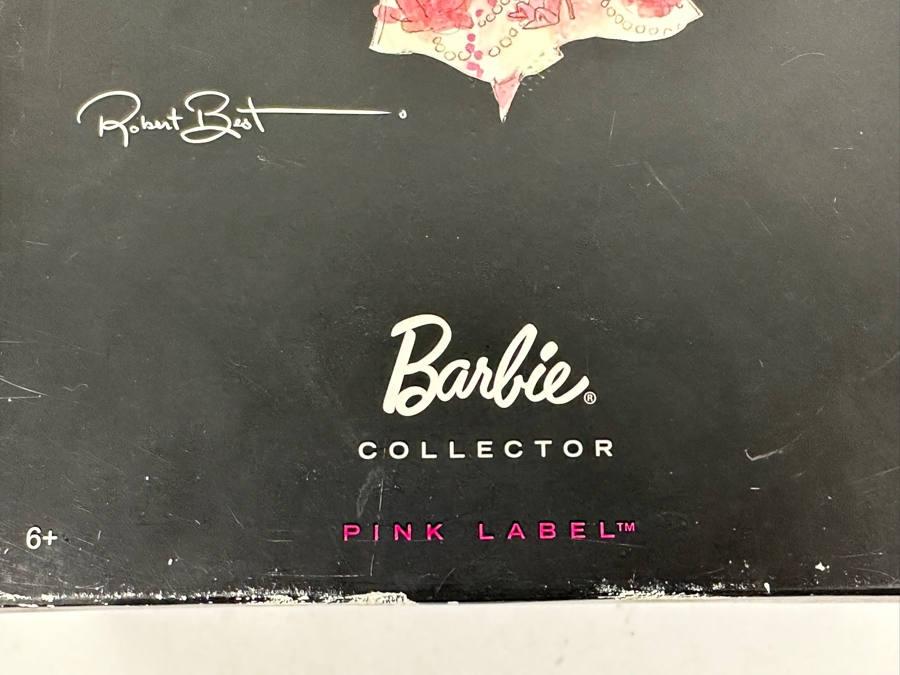 Robert Best
Barbie®
COLLECTOR
6+
PINK LABEL™